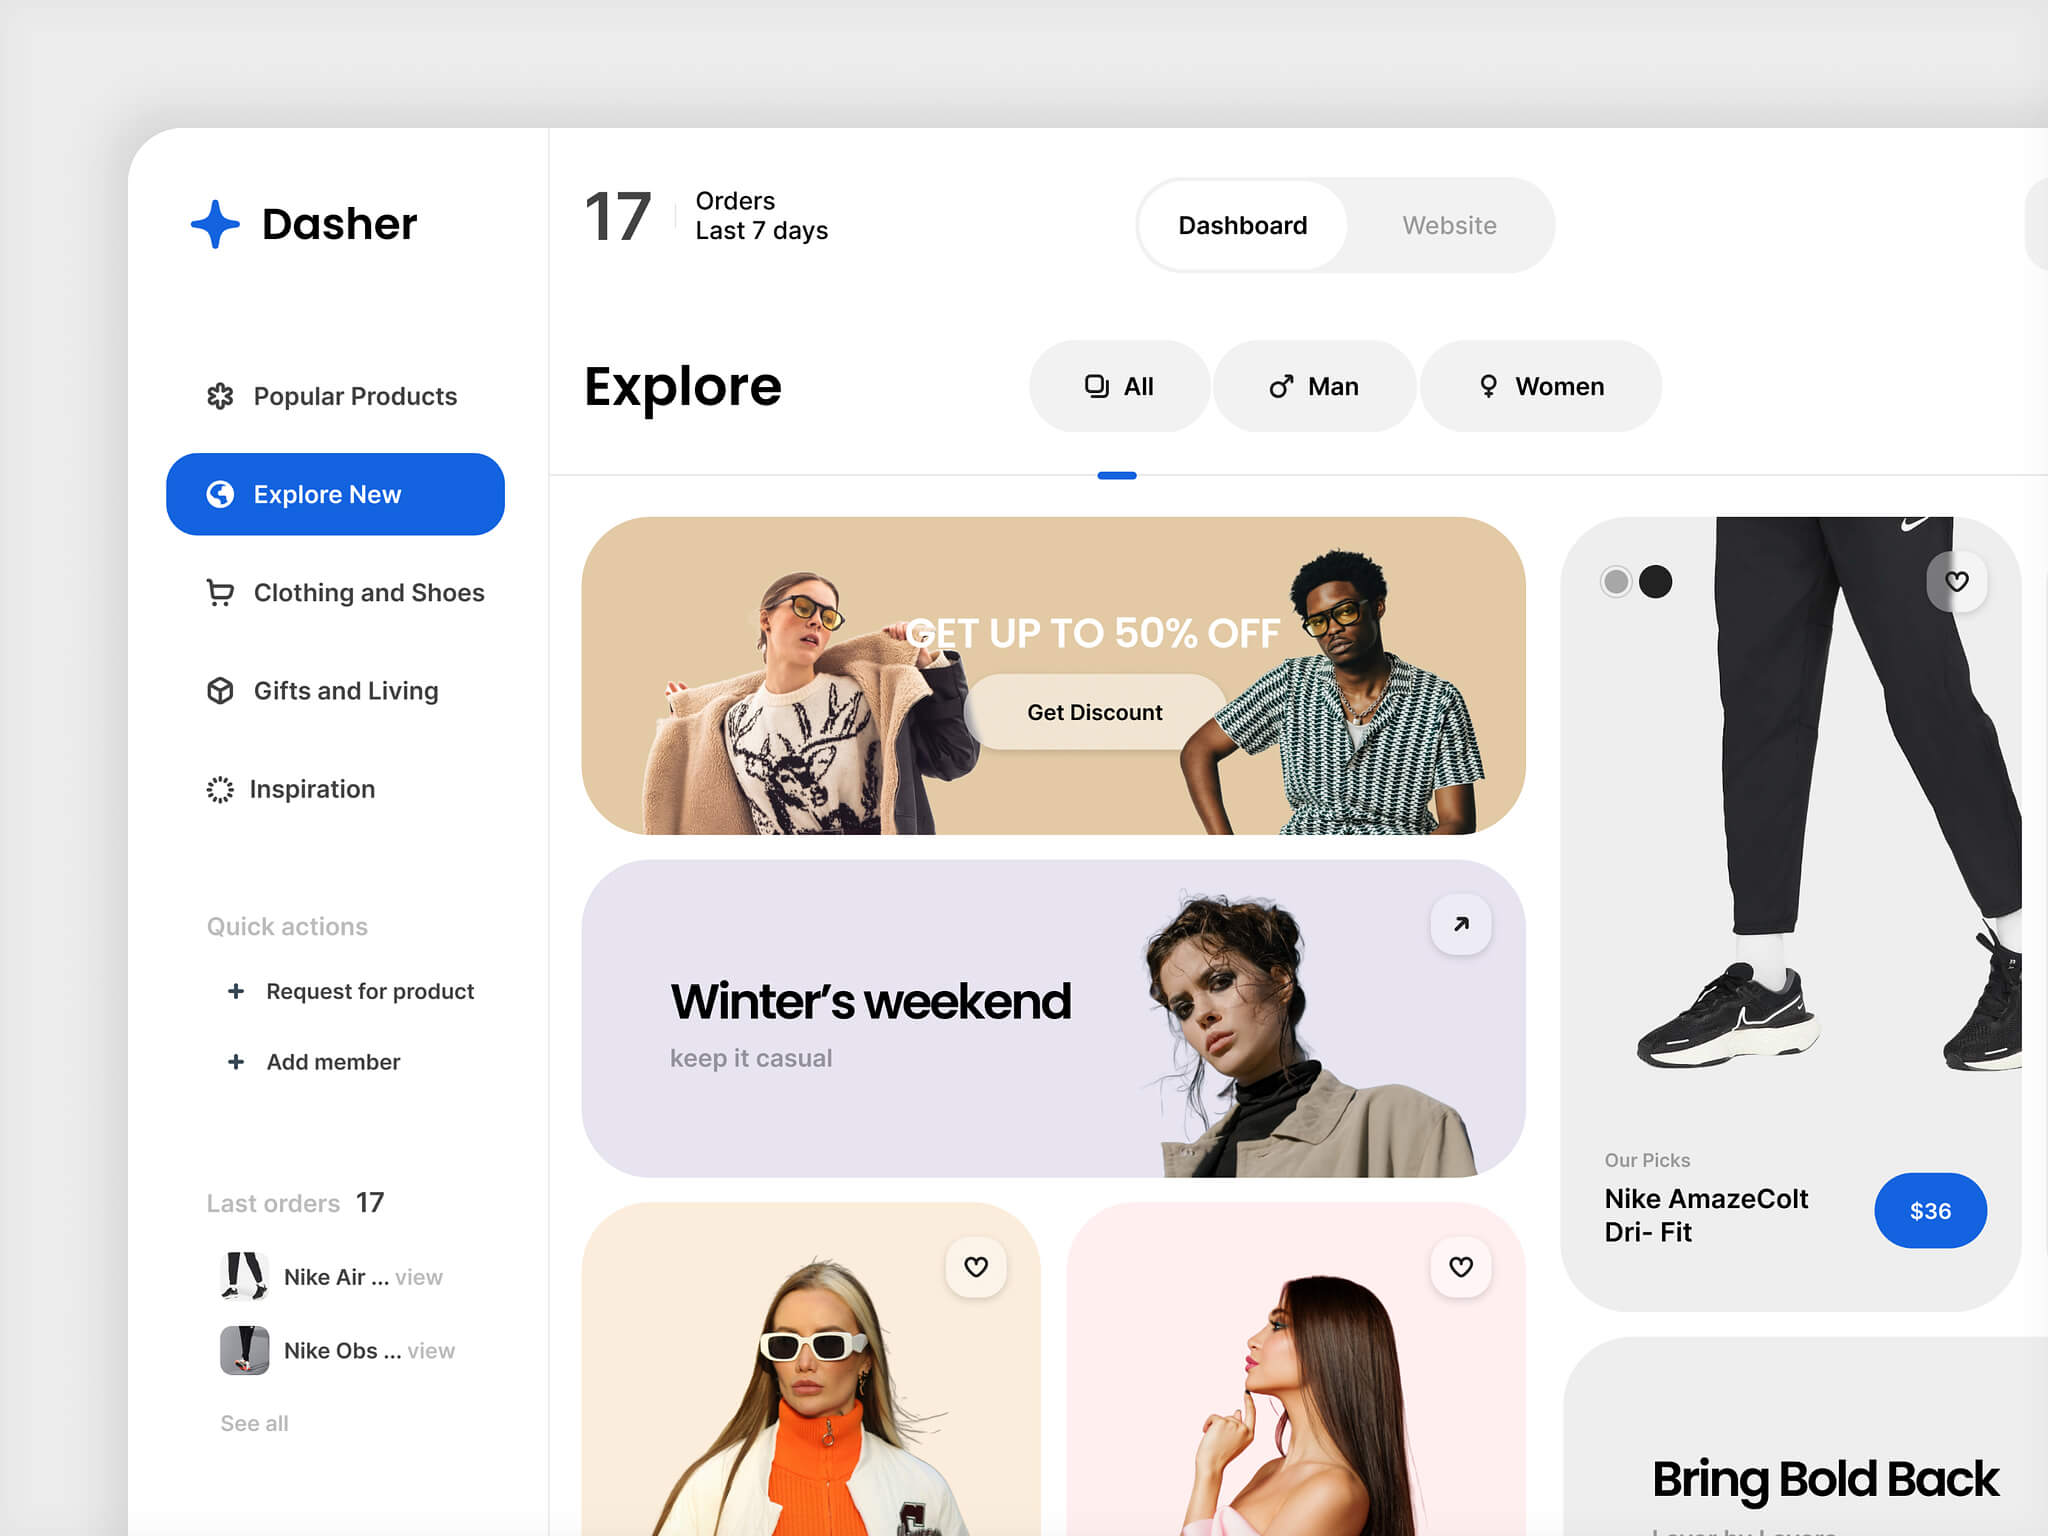 Dasher
Popular Products
Explore New
Clothing and Shoes
Gifts and Living
Inspiration
Quick actions
+ Request for product
+ Add member
Last orders 17
Nike Air ... view
Nike Obs ... view
See all
17
Orders
Last 7 days
Dashboard
Website
Explore
All
Man
Women
GET UP TO 50% OFF
Get Discount
Winter's weekend
keep it casual
Our Picks
Nike AmazeColt
Dri- Fit
$36
Bring Bold Back